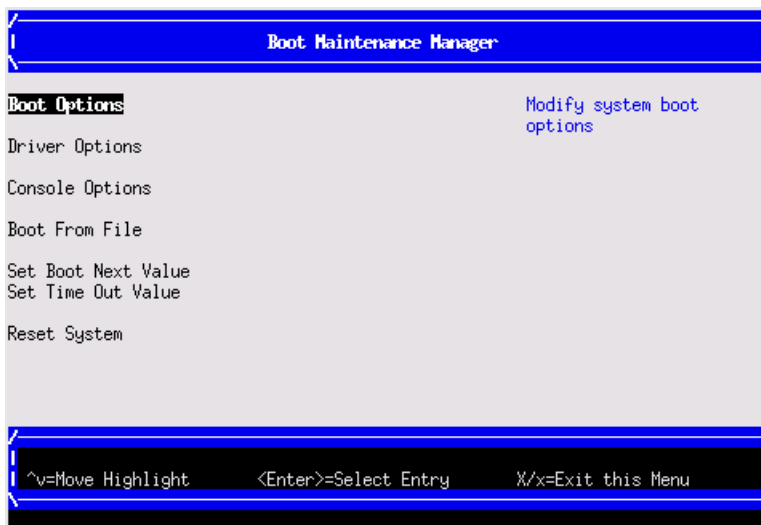 Boot Maintenance Manager
Boot Options
Modify system boot
options
Driver Options
Console Options
Boot From File
Set Boot Next Value
Set Time Out Value
Reset System
^v=Move Highlight <Enter>=Select Entry X/x=Exit this Menu